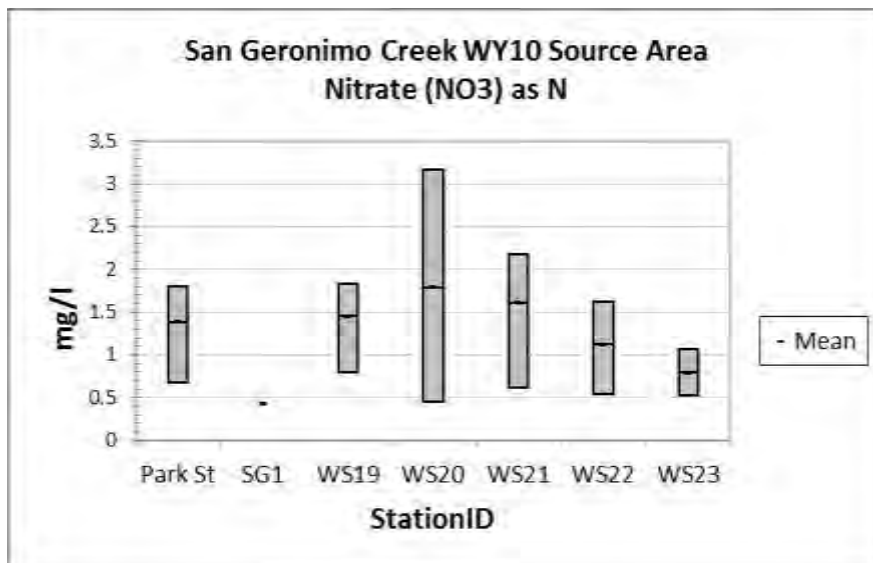 San Geronimo Creek WY10 Source Area
Nitrate (NO3) as N
3.5
3
2.5
2
1.5
1
0.5
0
mg/l
Park St SG1 WS19 WS20 WS21 WS22 WS23
StationID
- Mean